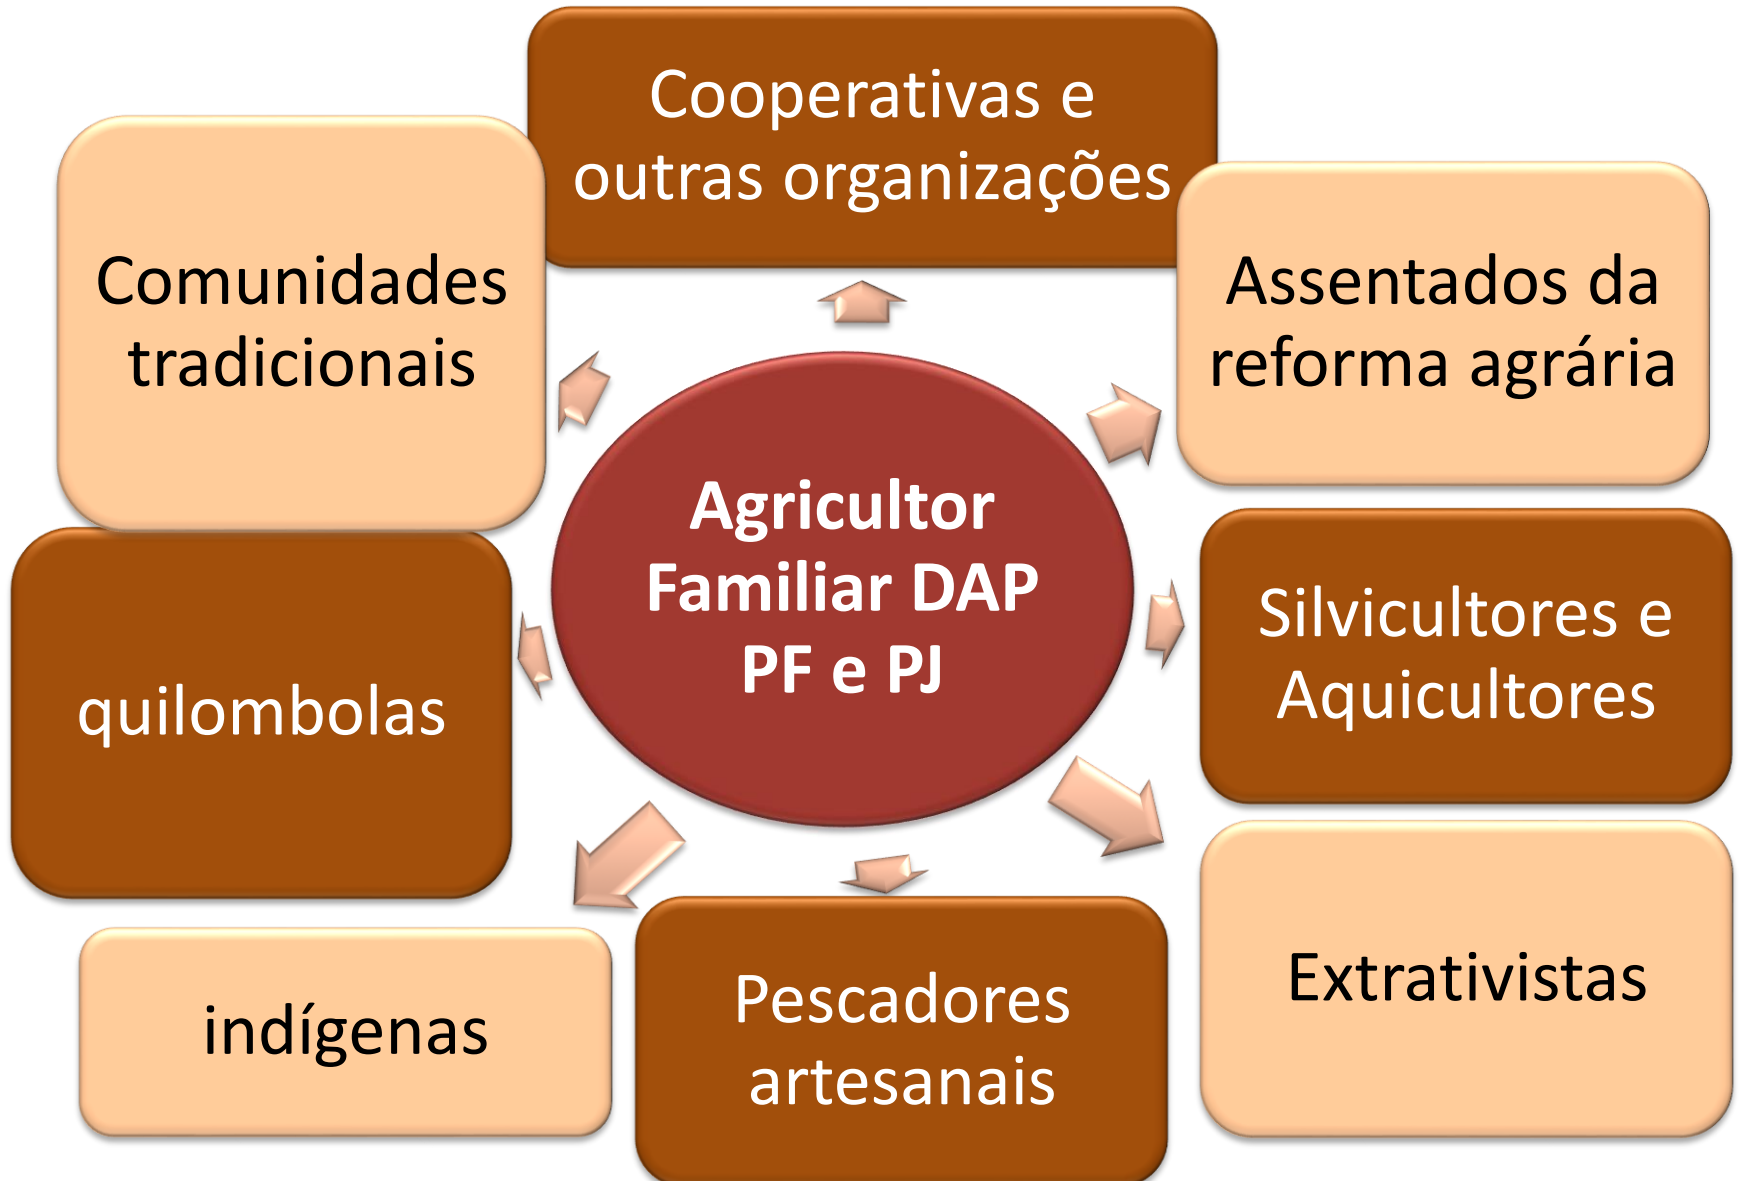 Cooperativas e
outras organizações
Comunidades
tradicionais
Assentados da
reforma agrária
Agricultor
Familiar DAP
PF e PJ
Silvicultores e
Aquicultores
quilombolas
Extrativistas
indígenas
Pescadores
artesanais